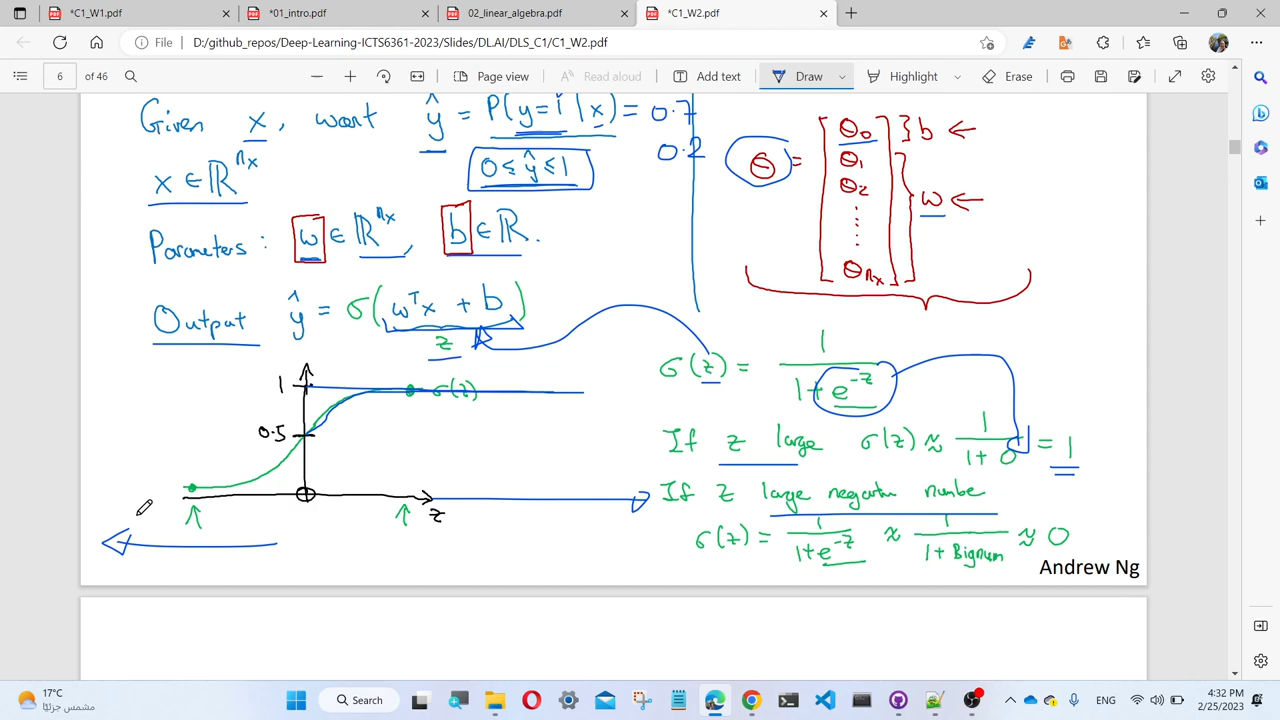 *C1_W1.pdf
*01_intro.pdf
02_linear_algebra.pdf
*C1_W2.pdf
File
D:/github_repos/Deep-Learning-ICTS6361-2023/Slides/DL.AI/DLS_C1/C1_W2.pdf
6 of 46
Page view
Read aloud
Add text
Draw
Highlight
Erase
Given x, want ŷ = P(y=1|x) = 0.7
0.2
0 ≤ ŷ ≤ 1
x ∈ ℝⁿˣ
Parameters: w ∈ ℝⁿˣ, b ∈ ℝ.
Output ŷ = σ(wᵀx + b)
z
1
σ(z)
0.5
z
Θ = [Θ₀ Θ₁ Θ₂ ⋮ Θₙₓ]
} b ←
} w ←
σ(z) = 1/(1+e⁻ᶻ)
If z large σ(z) ≈ 1/(1+0) = 1
If z large negative number
σ(z) = 1/(1+e⁻ᶻ) ≈ 1/(1+Bignum) ≈ 0
Andrew Ng
17°C
مشمس جزئيًا
Search
ENG
4:32 PM
2/25/2023